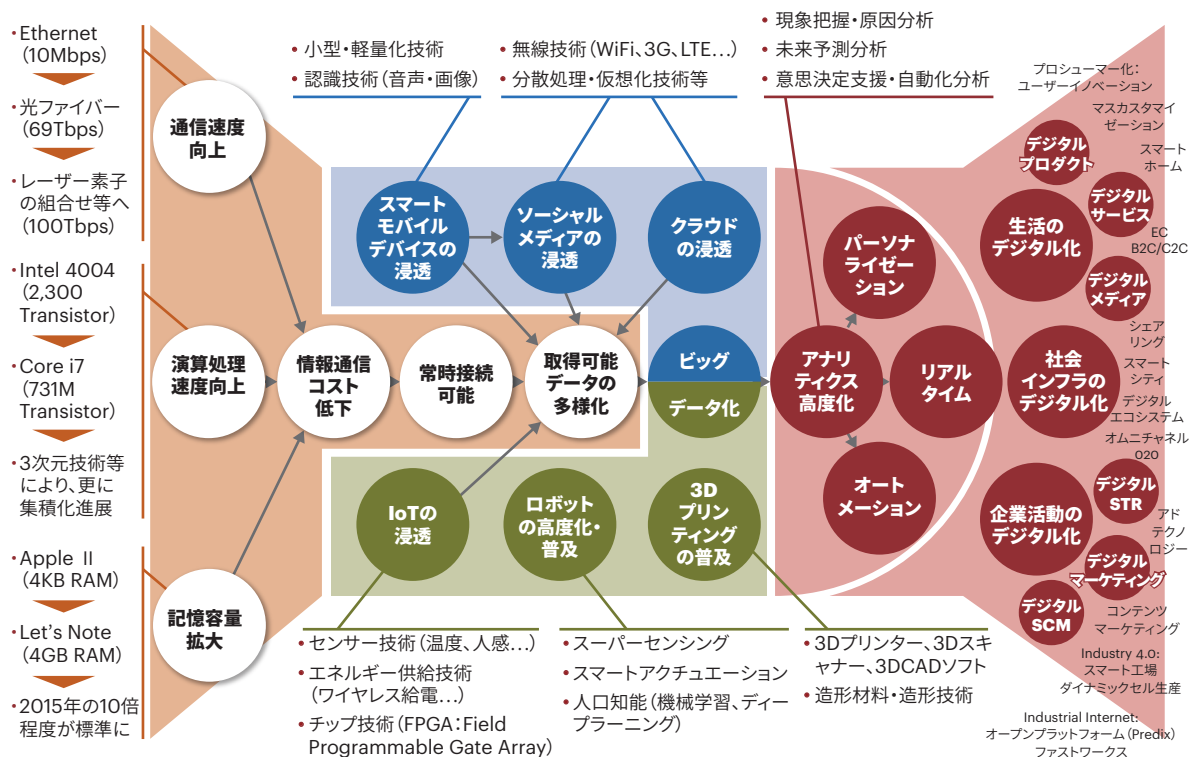 ・Ethernet
（10Mbps）
・光ファイバー
（69Tbps）
・レーザー素子
の組合せ等へ
（100Tbps）
・Intel 4004
（2,300
Transistor）
・Core i7
（731M
Transistor）
・3次元技術等
により、更に
集積化進展
・Apple II
（4KB RAM）
・Let's Note
（4GB RAM）
・2015年の10倍
程度が標準に
通信速度
向上
演算処理
速度向上
記憶容量
拡大
情報通信
コスト
低下
常時接続
可能
取得可能
データの
多様化
・小型・軽量化技術
・認識技術（音声・画像）
・無線技術（WiFi、3G、LTE…）
・分散処理・仮想化技術等
・現象把握・原因分析
・未来予測分析
・意思決定支援・自動化分析
スマート
モバイル
デバイスの
浸透
ソーシャル
メディアの
浸透
クラウド
の浸透
ビッグ
データ化
IoTの
浸透
ロボット
の高度化・
普及
3D
プリン
ティング
の普及
・センサー技術（温度、人感…）
・エネルギー供給技術
（ワイヤレス給電…）
・チップ技術（FPGA：Field
Programmable Gate Array）
・スーパーセンシング
・スマートアクチュエーション
・人口知能（機械学習、ディー
プラーニング）
・3Dプリンター、3Dスキ
ャナー、3DCADソフト
・造形材料・造形技術
アナリ
ティクス
高度化
パーソナ
ライゼー
ション
リアル
タイム
オート
メーション
生活の
デジタル化
社会
インフラの
デジタル化
企業活動の
デジタル化
プロシューマー化：
ユーザーイノベーション
マスカスタマイ
ゼーション
デジタル
プロダクト
スマート
ホーム
デジタル
サービス
EC
B2C/C2C
デジタル
メディア
シェア
リング
スマート
シティ
デジタル
エコシステム
オムニチャネル
O2O
デジタル
STR
アド
テクノ
ロジー
デジタル
マーケティング
デジタル
SCM
コンテンツ
マーケティング
Industry 4.0:
スマート工場
ダイナミックセル生産
Industrial Internet:
オープンプラットフォーム（Predix）
ファストワークス